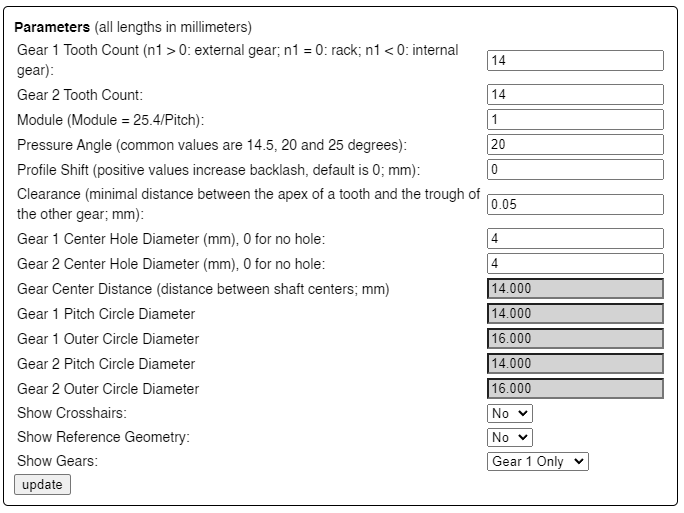 Parameters (all lengths in millimeters)
Gear 1 Tooth Count (n1 > 0: external gear; n1 = 0: rack; n1 < 0: internal
gear): 14
Gear 2 Tooth Count: 14
Module (Module = 25.4/Pitch): 1
Pressure Angle (common values are 14.5, 20 and 25 degrees): 20
Profile Shift (positive values increase backlash, default is 0; mm): 0
Clearance (minimal distance between the apex of a tooth and the trough of
the other gear; mm): 0.05
Gear 1 Center Hole Diameter (mm), 0 for no hole: 4
Gear 2 Center Hole Diameter (mm), 0 for no hole: 4
Gear Center Distance (distance between shaft centers; mm) 14.000
Gear 1 Pitch Circle Diameter 14.000
Gear 1 Outer Circle Diameter 16.000
Gear 2 Pitch Circle Diameter 14.000
Gear 2 Outer Circle Diameter 16.000
Show Crosshairs: No
Show Reference Geometry: No
Show Gears: Gear 1 Only
update